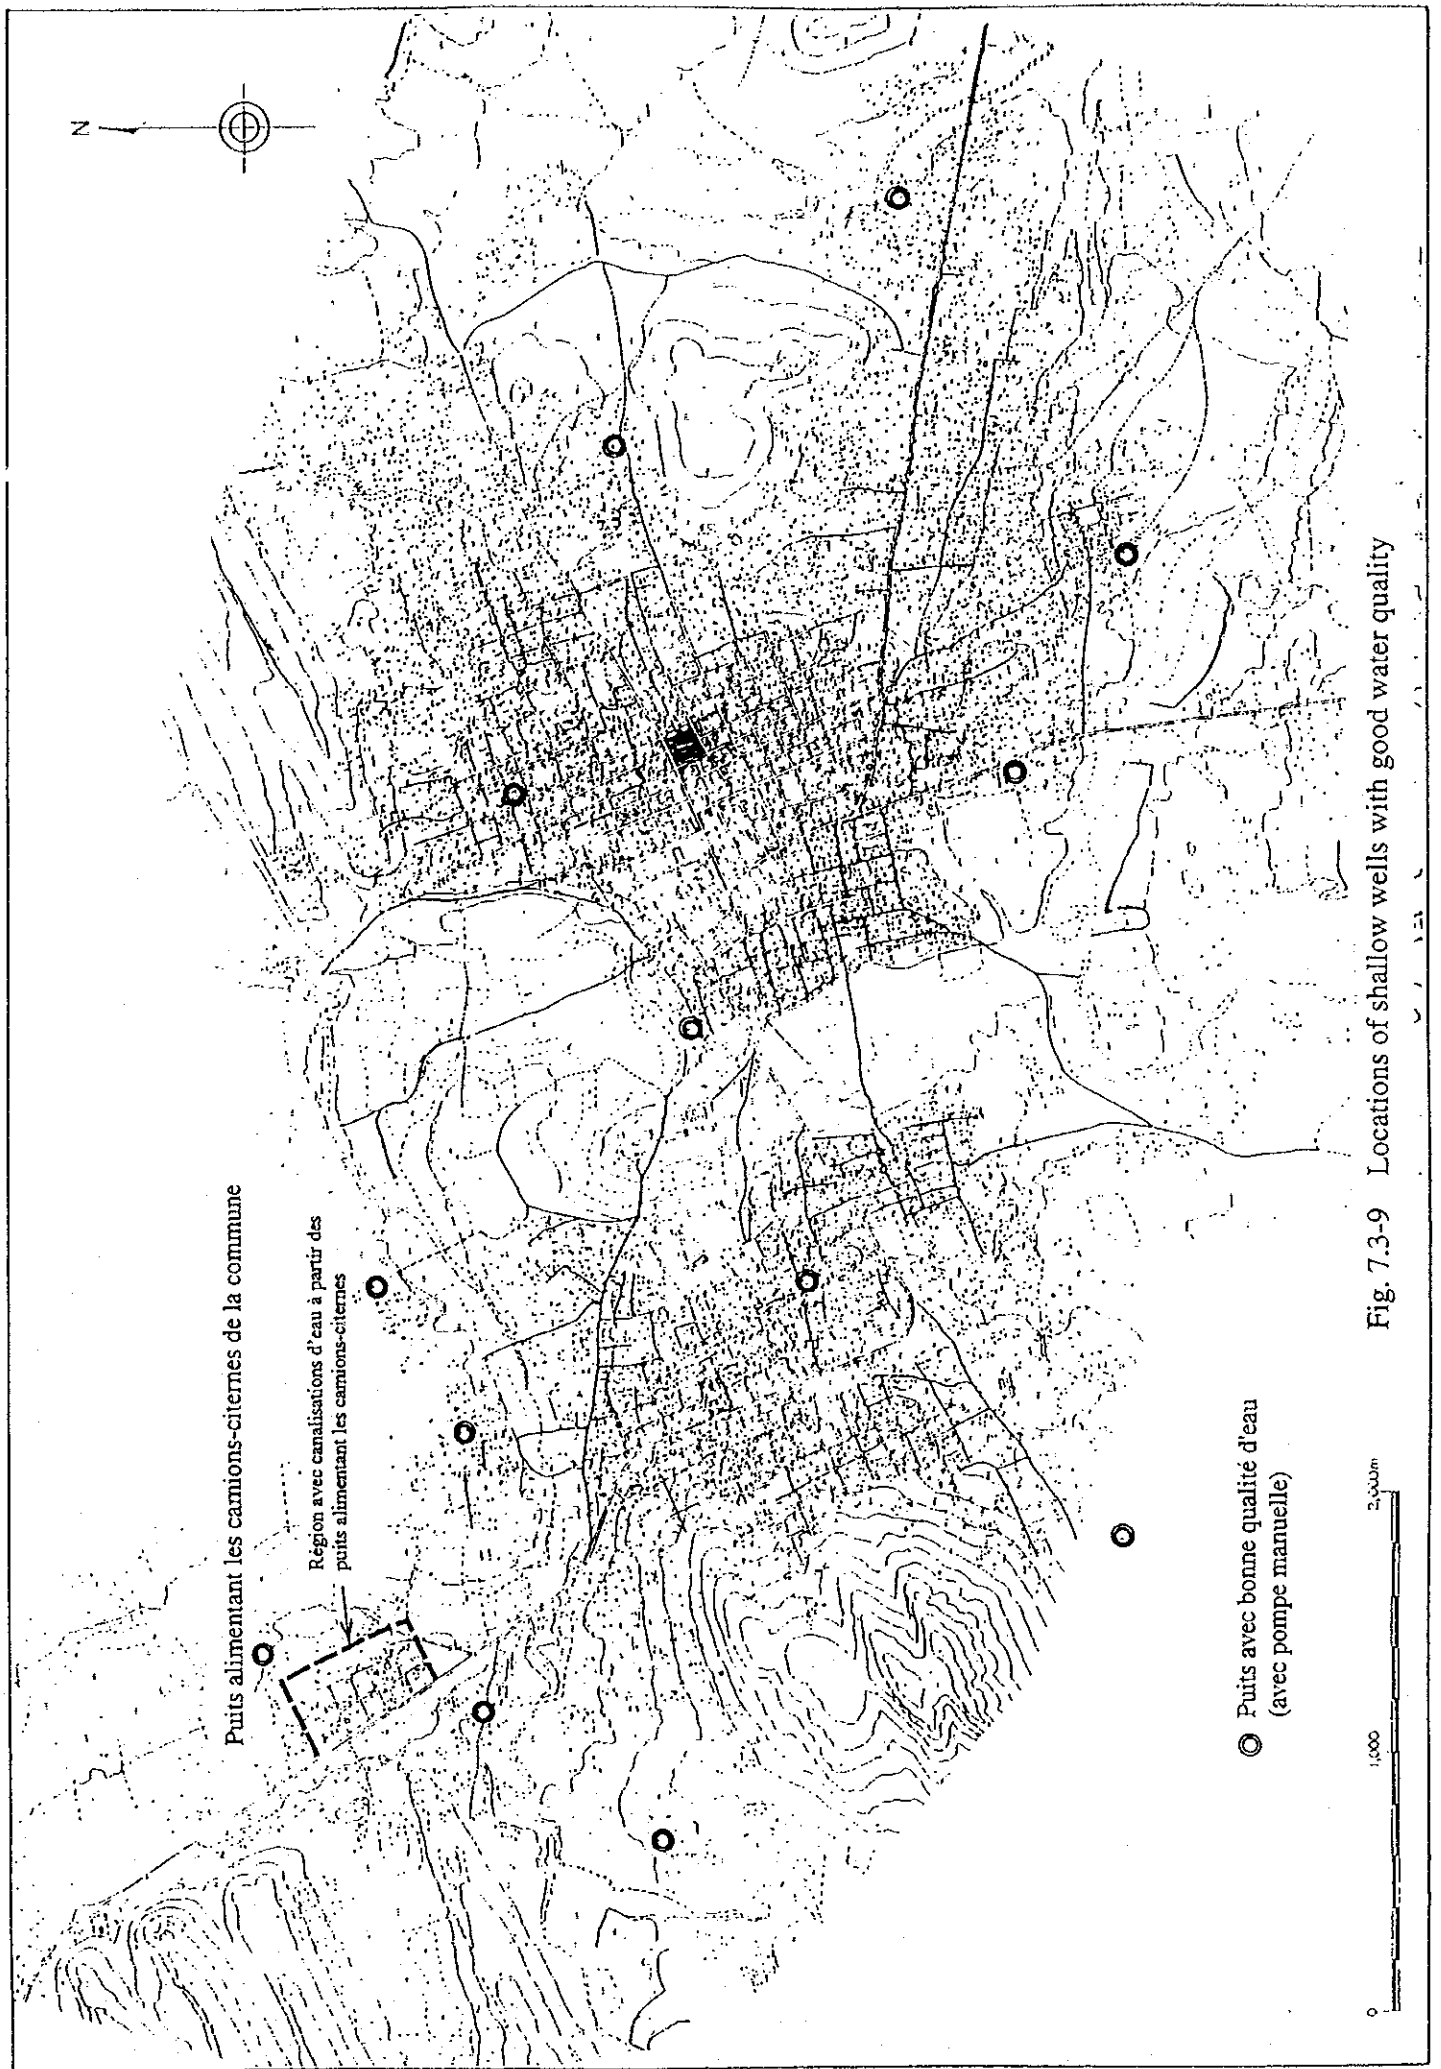 N
Puits alimentant les camions-citernes de la commune
Région avec canalisations d'eau à partir des
puits alimentant les camions-citernes
Puits avec bonne qualité d'eau
(avec pompe manuelle)
0 1,000 2,000m
Fig. 7.3-9 Locations of shallow wells with good water quality